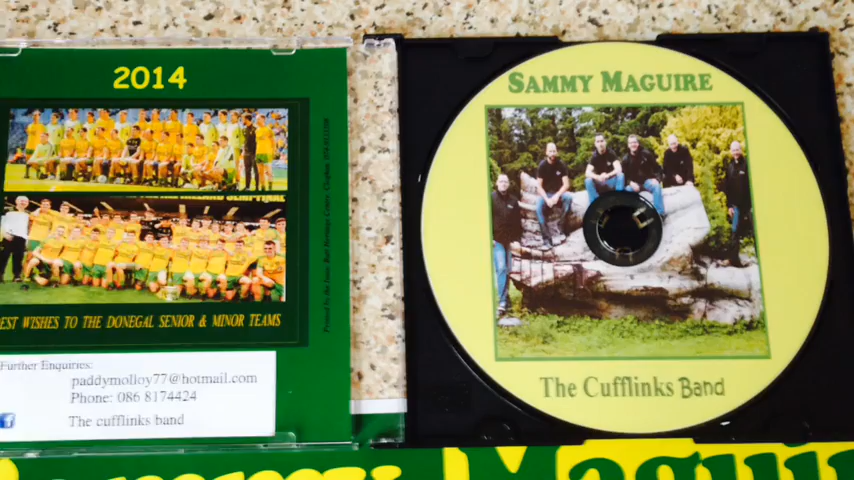 2014
EST WISHES TO THE DONEGAL SENIOR & MINOR TEAMS
Further Enquiries:
paddymolloy77@hotmail.com
Phone: 086 8174424
f
The cufflinks band
SAMMY MAGUIRE
The Cufflinks Band